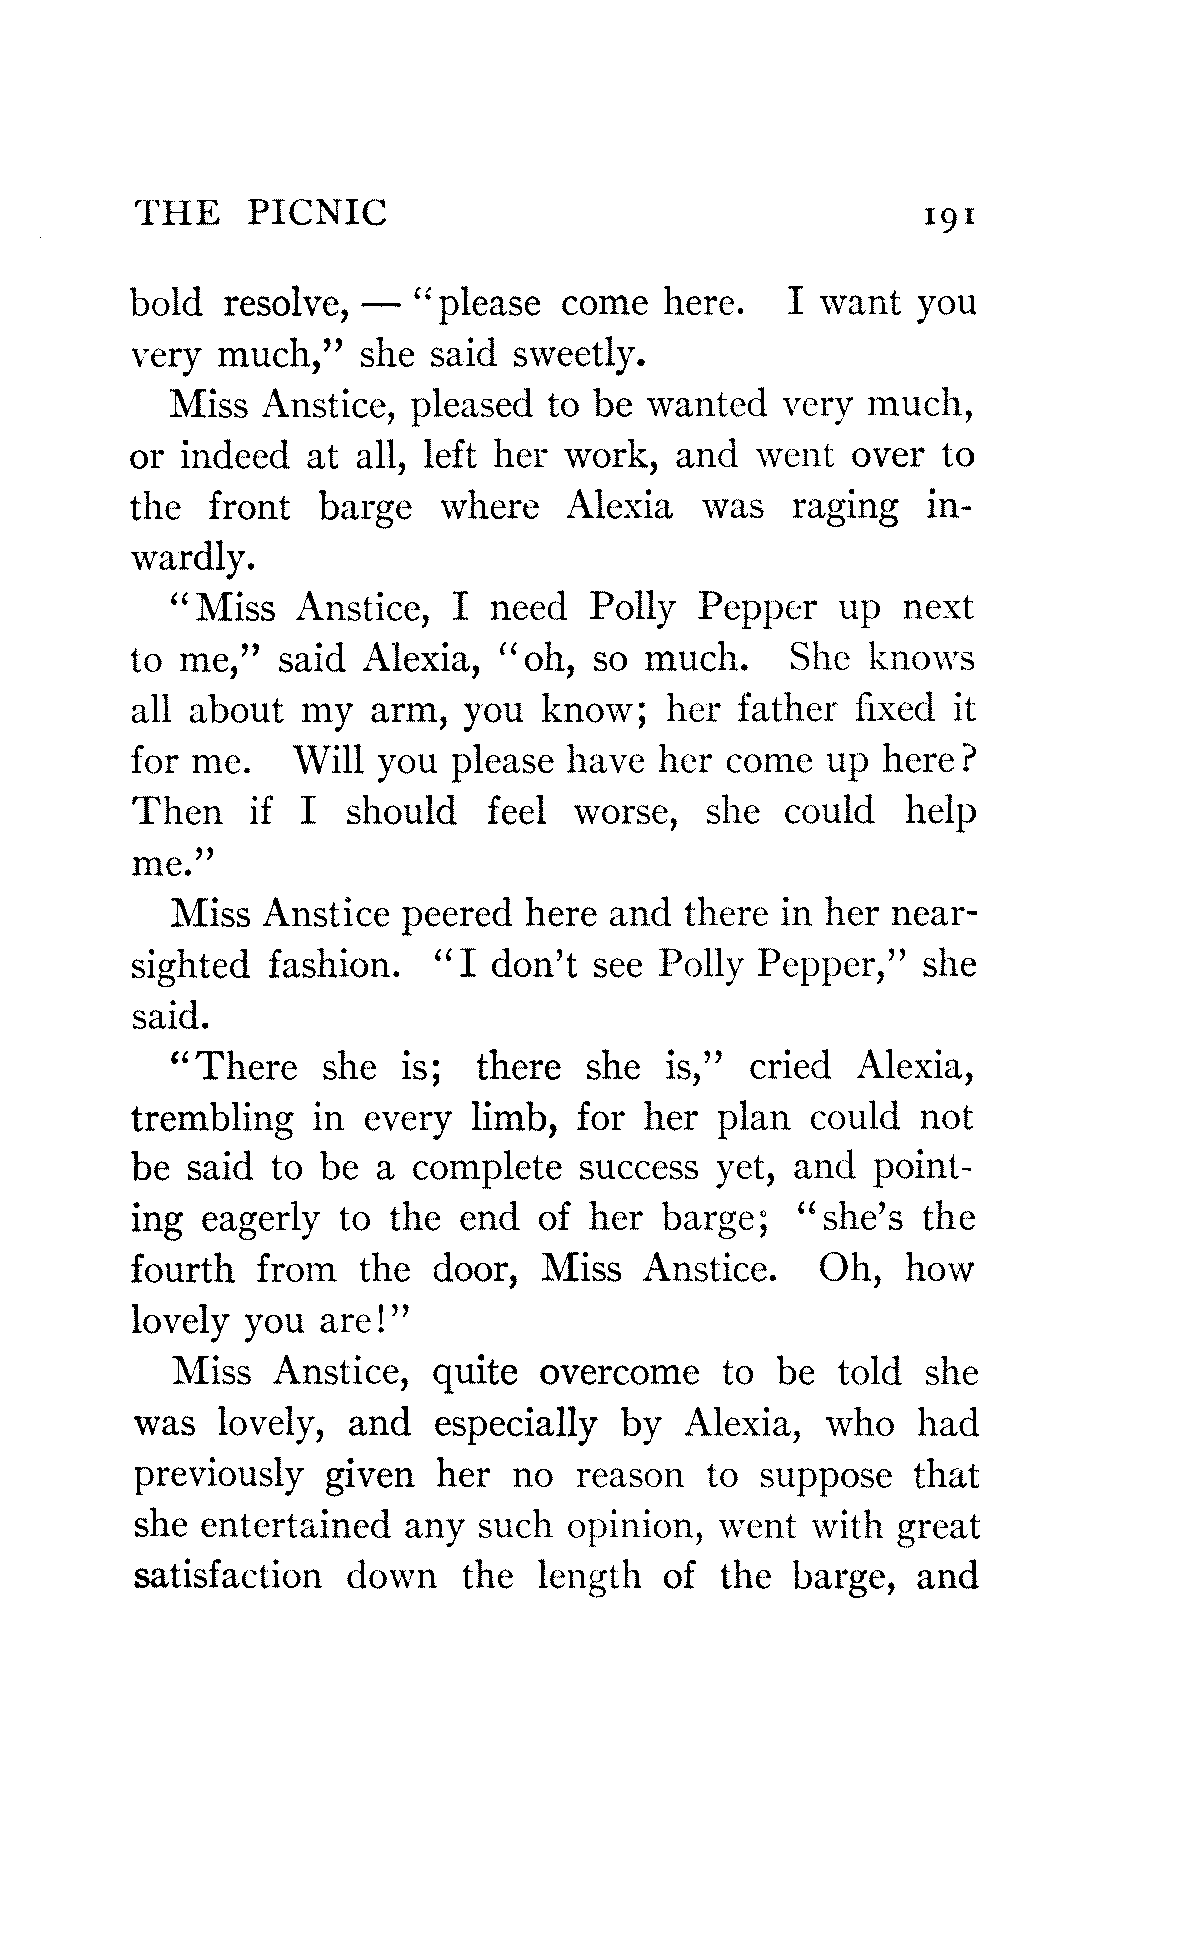 THE PICNIC 191
bold resolve, — "please come here. I want you
very much," she said sweetly.
Miss Anstice, pleased to be wanted very much,
or indeed at all, left her work, and went over to
the front barge where Alexia was raging in-
wardly.
"Miss Anstice, I need Polly Pepper up next
to me," said Alexia, "oh, so much. She knows
all about my arm, you know; her father fixed it
for me. Will you please have her come up here?
Then if I should feel worse, she could help
me."
Miss Anstice peered here and there in her near-
sighted fashion. "I don't see Polly Pepper," she
said.
"There she is; there she is," cried Alexia,
trembling in every limb, for her plan could not
be said to be a complete success yet, and point-
ing eagerly to the end of her barge; "she's the
fourth from the door, Miss Anstice. Oh, how
lovely you are!"
Miss Anstice, quite overcome to be told she
was lovely, and especially by Alexia, who had
previously given her no reason to suppose that
she entertained any such opinion, went with great
satisfaction down the length of the barge, and